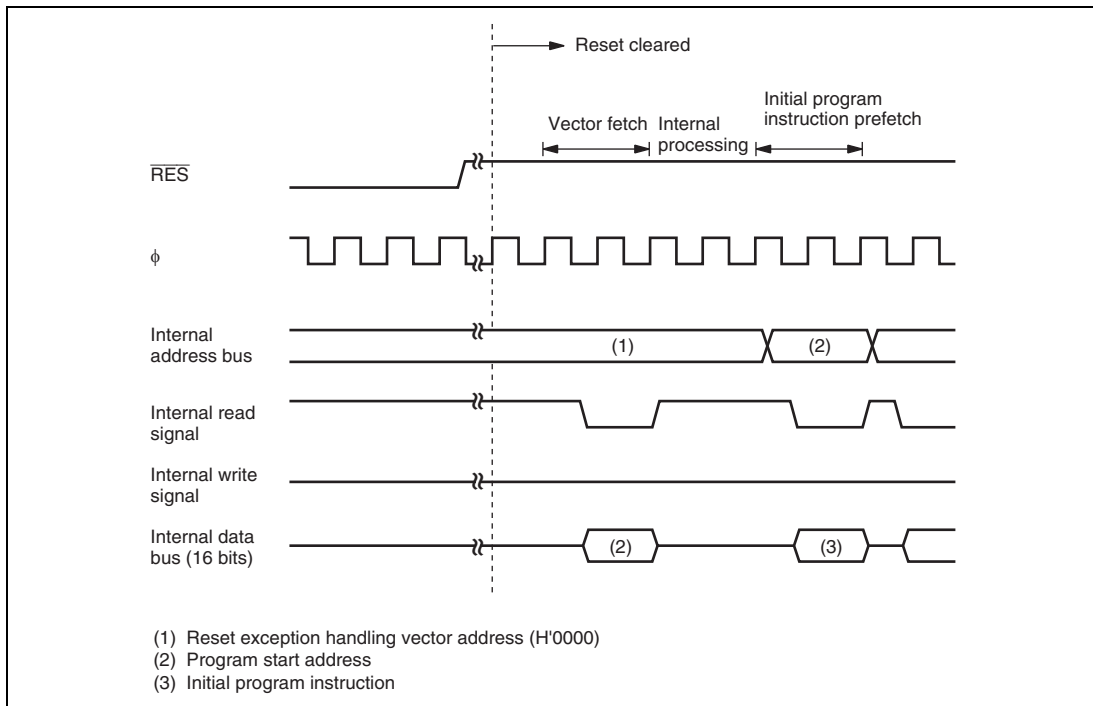 Reset cleared
Initial program
instruction prefetch
Vector fetch
Internal
processing
RES
φ
Internal
address bus
(1)
(2)
Internal read
signal
Internal write
signal
Internal data
bus (16 bits)
(2)
(3)
(1) Reset exception handling vector address (H'0000)
(2) Program start address
(3) Initial program instruction